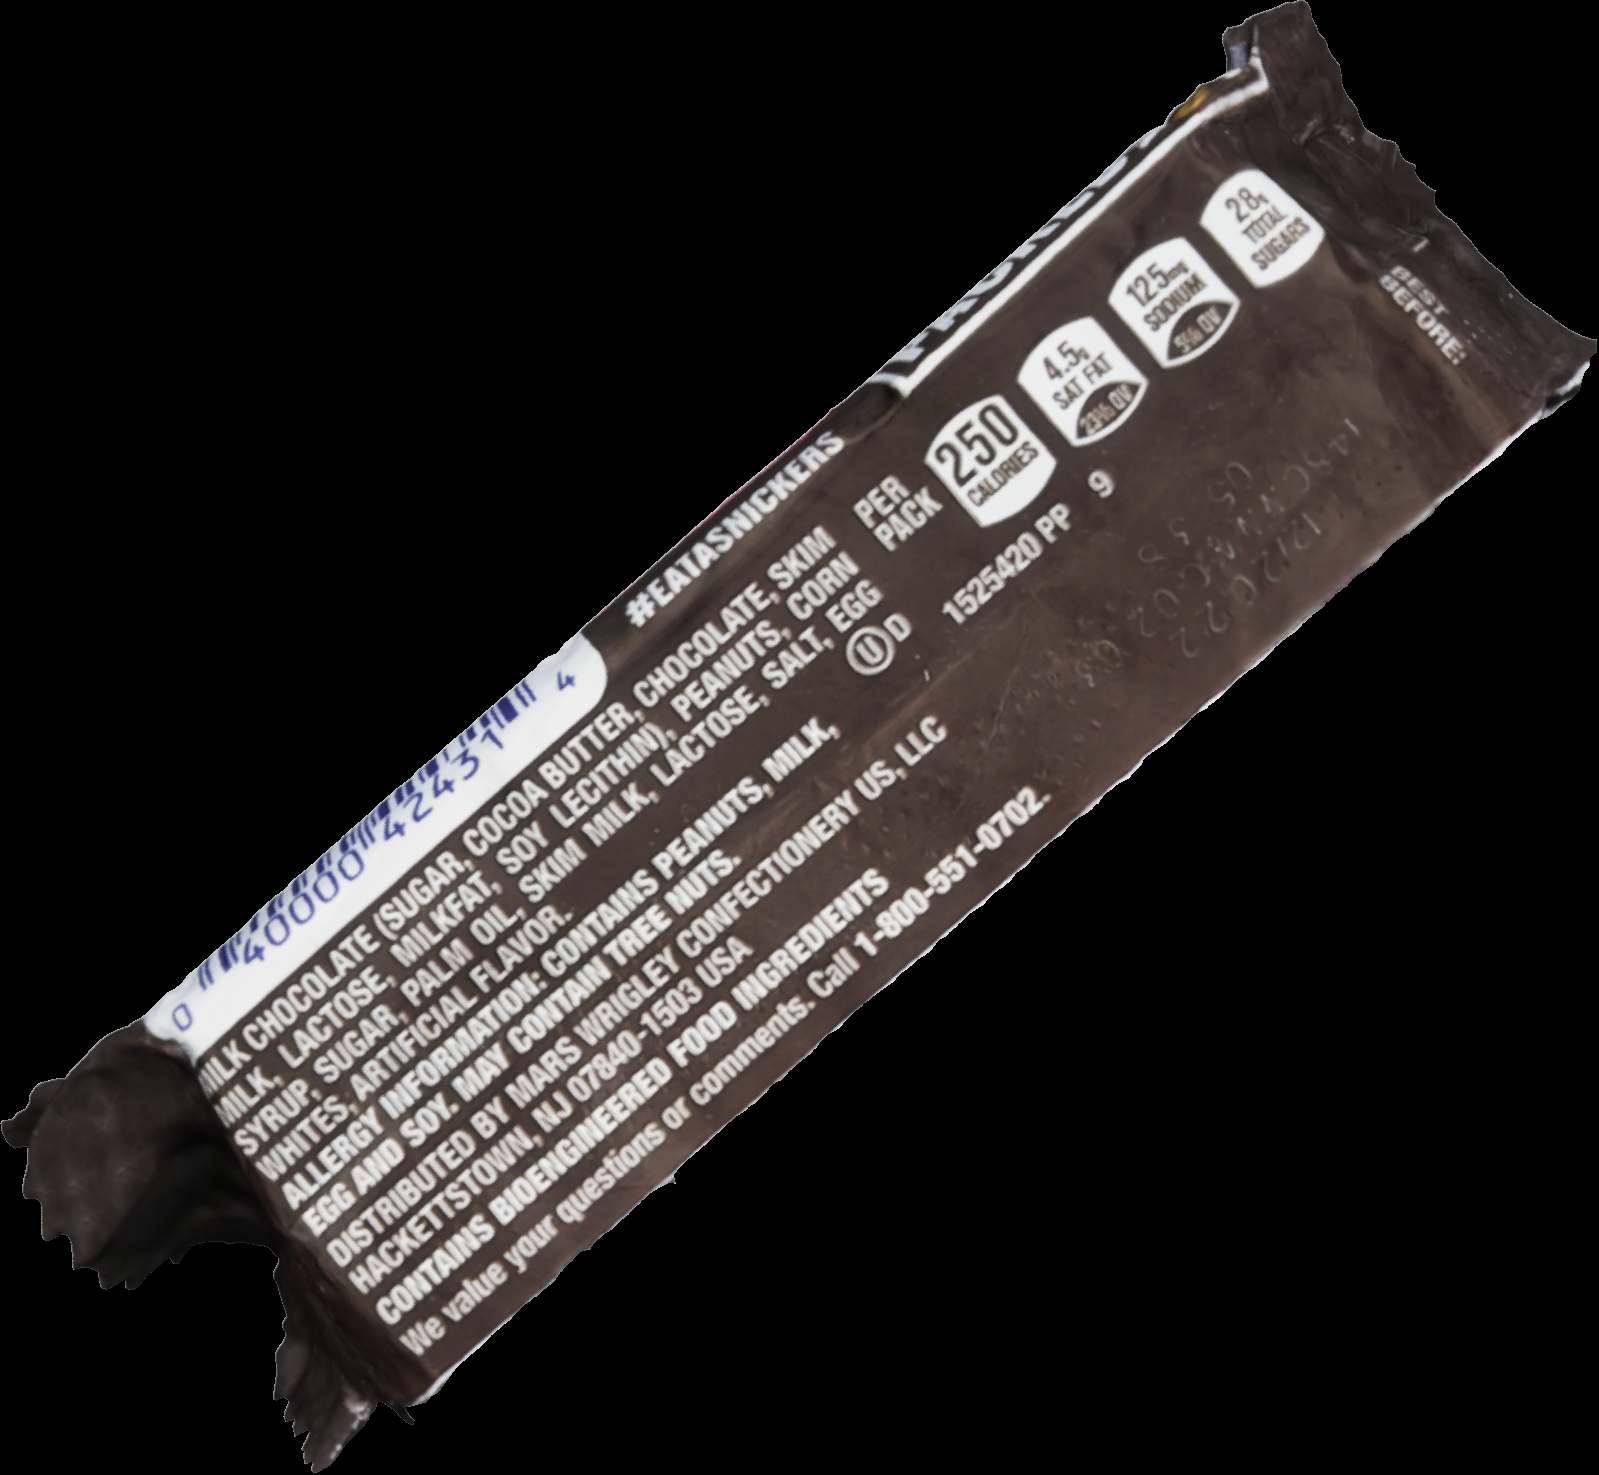 #EATASNICKERS
0 40000 42431 4
MILK CHOCOLATE (SUGAR, COCOA BUTTER, CHOCOLATE, SKIM
MILK, LACTOSE, MILKFAT, SOY LECITHIN), PEANUTS, CORN
SYRUP, SUGAR, PALM OIL, SKIM MILK, LACTOSE, SALT, EGG
WHITES, ARTIFICIAL FLAVOR.
ALLERGY INFORMATION: CONTAINS PEANUTS, MILK,
EGG AND SOY. MAY CONTAIN TREE NUTS.
DISTRIBUTED BY MARS WRIGLEY CONFECTIONERY US, LLC
HACKETTSTOWN, NJ 07840-1503 USA
CONTAINS BIOENGINEERED FOOD INGREDIENTS
We value your questions or comments. Call 1-800-551-0702.
U D
PER
PACK
250
CALORIES
4.5g
SAT FAT
23% DV
125mg
SODIUM
5% DV
28g
TOTAL
SUGARS
1525420 PP 9
BEST
BEFORE: